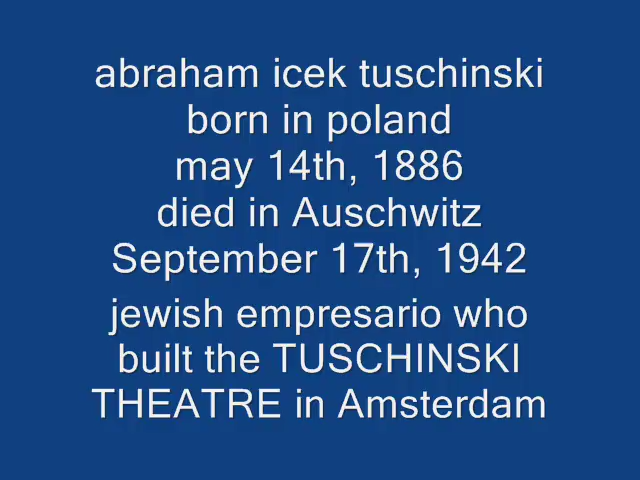 abraham icek tuschinski
born in poland
may 14th, 1886
died in Auschwitz
September 17th, 1942
jewish empresario who
built the TUSCHINSKI
THEATRE in Amsterdam